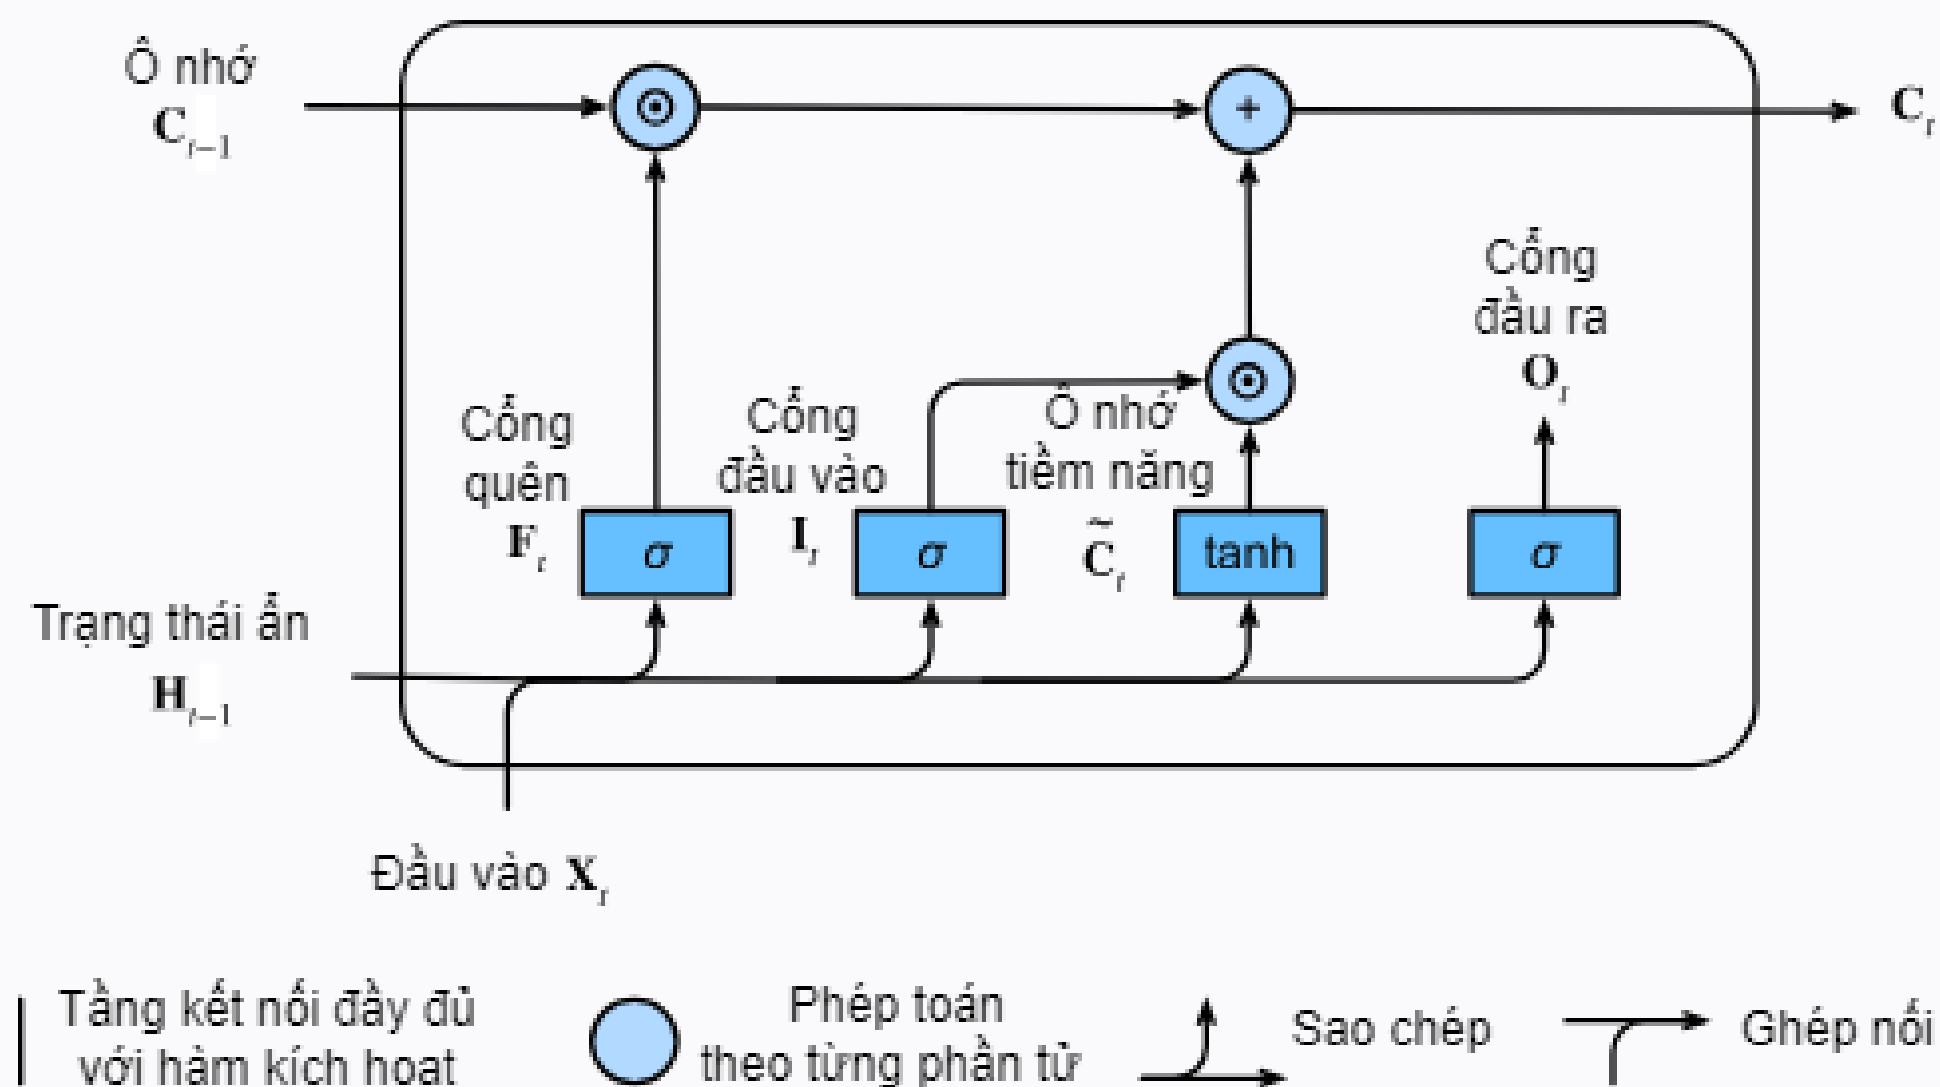 Ô nhớ
C_{t−1}
⊙
+
C_t
Cổng
đầu ra
O_t
⊙
Cổng
quên
F_t
Cổng
đầu vào
I_t
Ô nhớ
tiềm năng
C̃_t
σ
σ
tanh
σ
Trạng thái ẩn
H_{t−1}
Đầu vào X_t
Tầng kết nối đầy đủ
với hàm kích hoạt
Phép toán
theo từng phần tử
Sao chép
Ghép nối